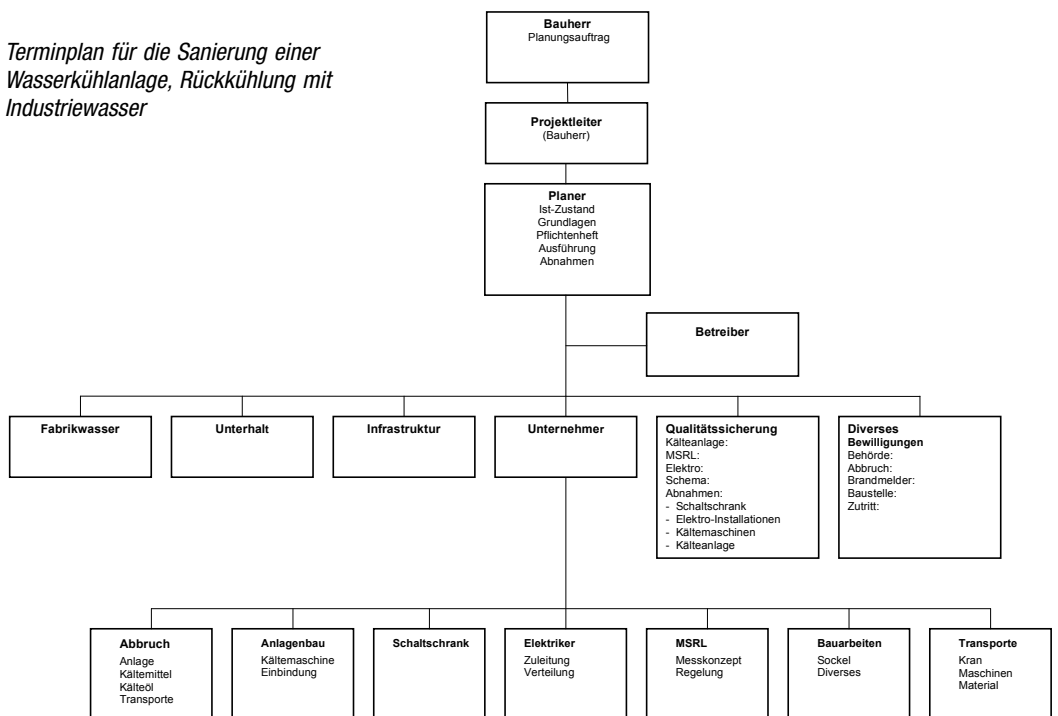 Terminplan für die Sanierung einer
Wasserkühlanlage, Rückkühlung mit
Industriewasser
Bauherr
Planungsauftrag
Projektleiter
(Bauherr)
Planer
Ist-Zustand
Grundlagen
Pflichtenheft
Ausführung
Abnahmen
Betreiber
Fabrikwasser
Unterhalt
Infrastruktur
Unternehmer
Qualitätssicherung
Kälteanlage:
MSRL:
Elektro:
Schema:
Abnahmen:
- Schaltschrank
- Elektro-Installationen
- Kältemaschinen
- Kälteanlage
Diverses
Bewilligungen
Behörde:
Abbruch:
Brandmelder:
Baustelle:
Zutritt:
Abbruch
Anlage
Kältemittel
Kälteöl
Transporte
Anlagenbau
Kältemaschine
Einbindung
Schaltschrank
Elektriker
Zuleitung
Verteilung
MSRL
Messkonzept
Regelung
Bauarbeiten
Sockel
Diverses
Transporte
Kran
Maschinen
Material